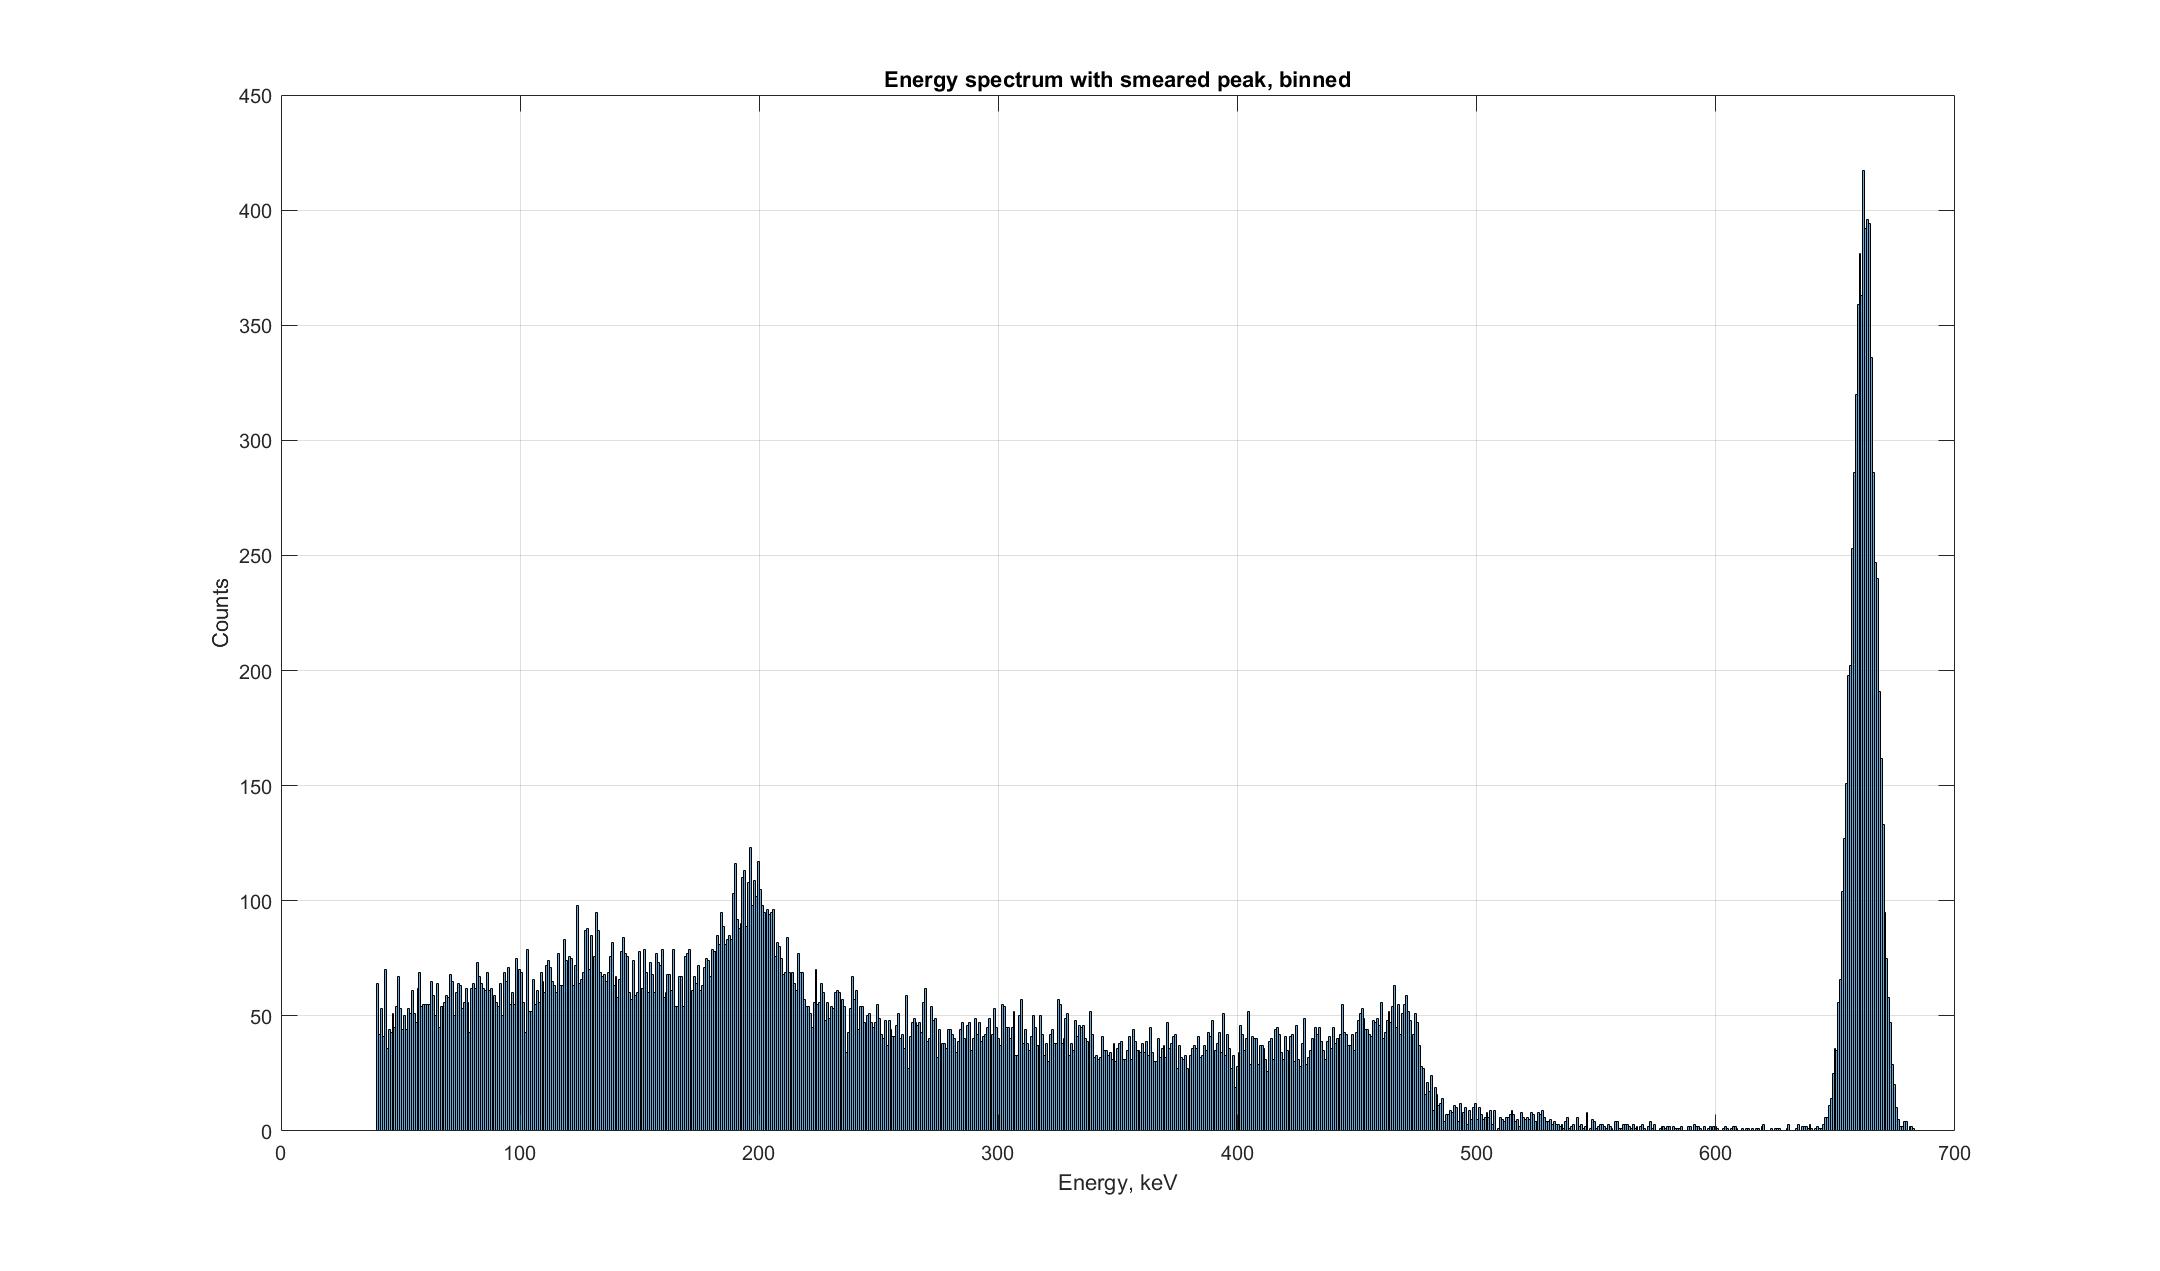 Energy spectrum with smeared peak, binned
450
400
350
300
250
200
150
100
50
0
Counts
0 100 200 300 400 500 600 700
Energy, keV